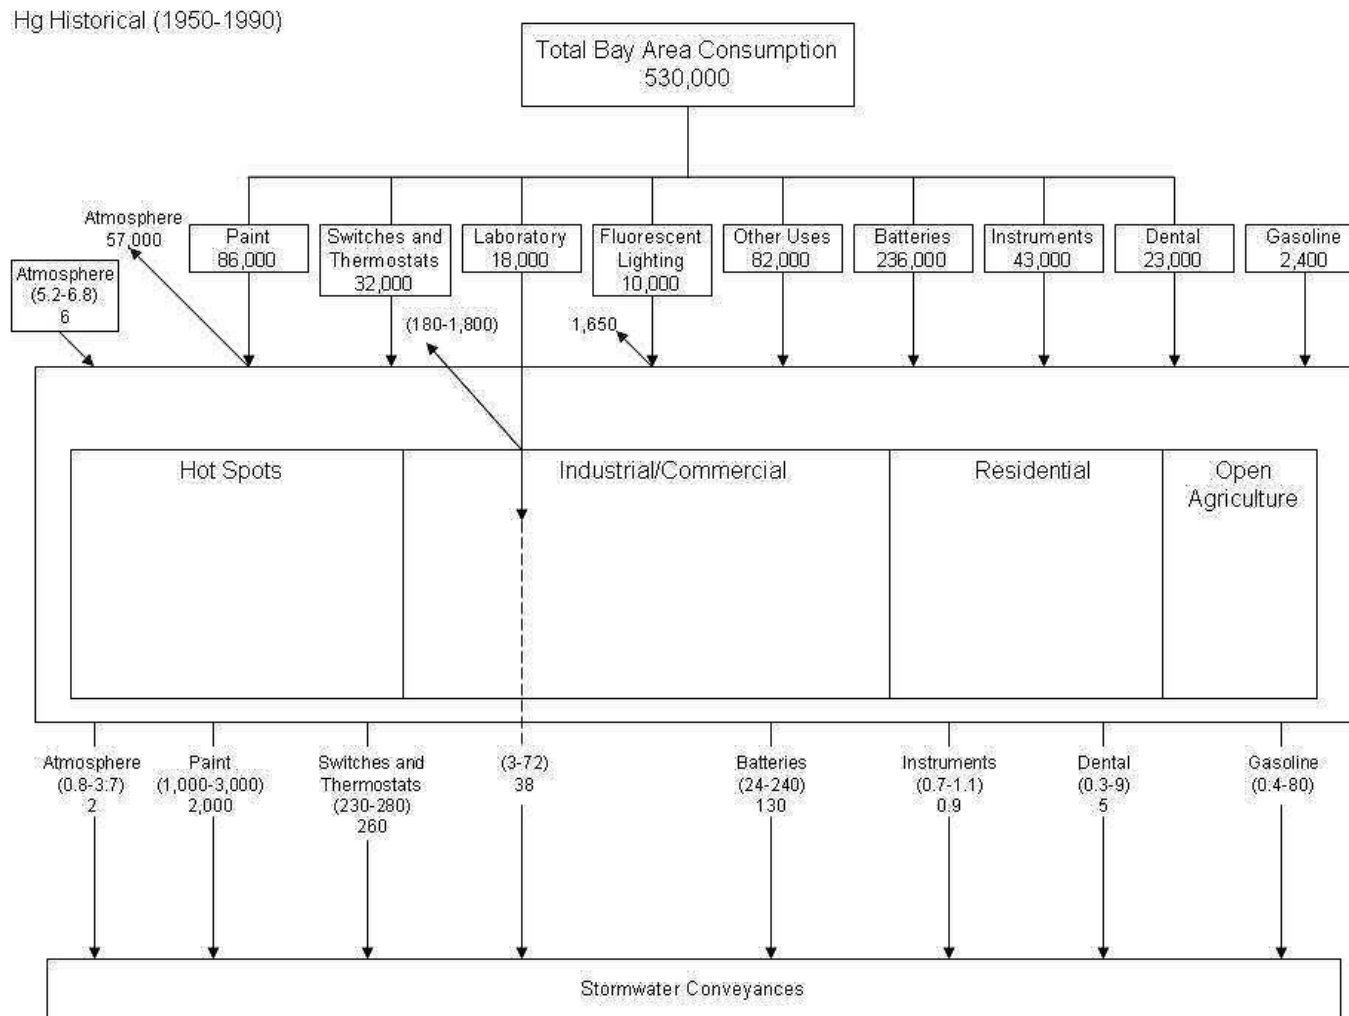 Hg Historical (1950-1990)
Total Bay Area Consumption
530,000
Atmosphere
57,000
Atmosphere
(5.2-6.8)
6
Paint
86,000
Switches and
Thermostats
32,000
Laboratory
18,000
Fluorescent
Lighting
10,000
Other Uses
82,000
Batteries
236,000
Instruments
43,000
Dental
23,000
Gasoline
2,400
(180-1,800)
1,650
Hot Spots
Industrial/Commercial
Residential
Open
Agriculture
Atmosphere
(0.8-3.7)
2
Paint
(1,000-3,000)
2,000
Switches and
Thermostats
(230-280)
260
(3-72)
38
Batteries
(24-240)
130
Instruments
(0.7-1.1)
0.9
Dental
(0.3-9)
5
Gasoline
(0.4-80)
Stormwater Conveyances